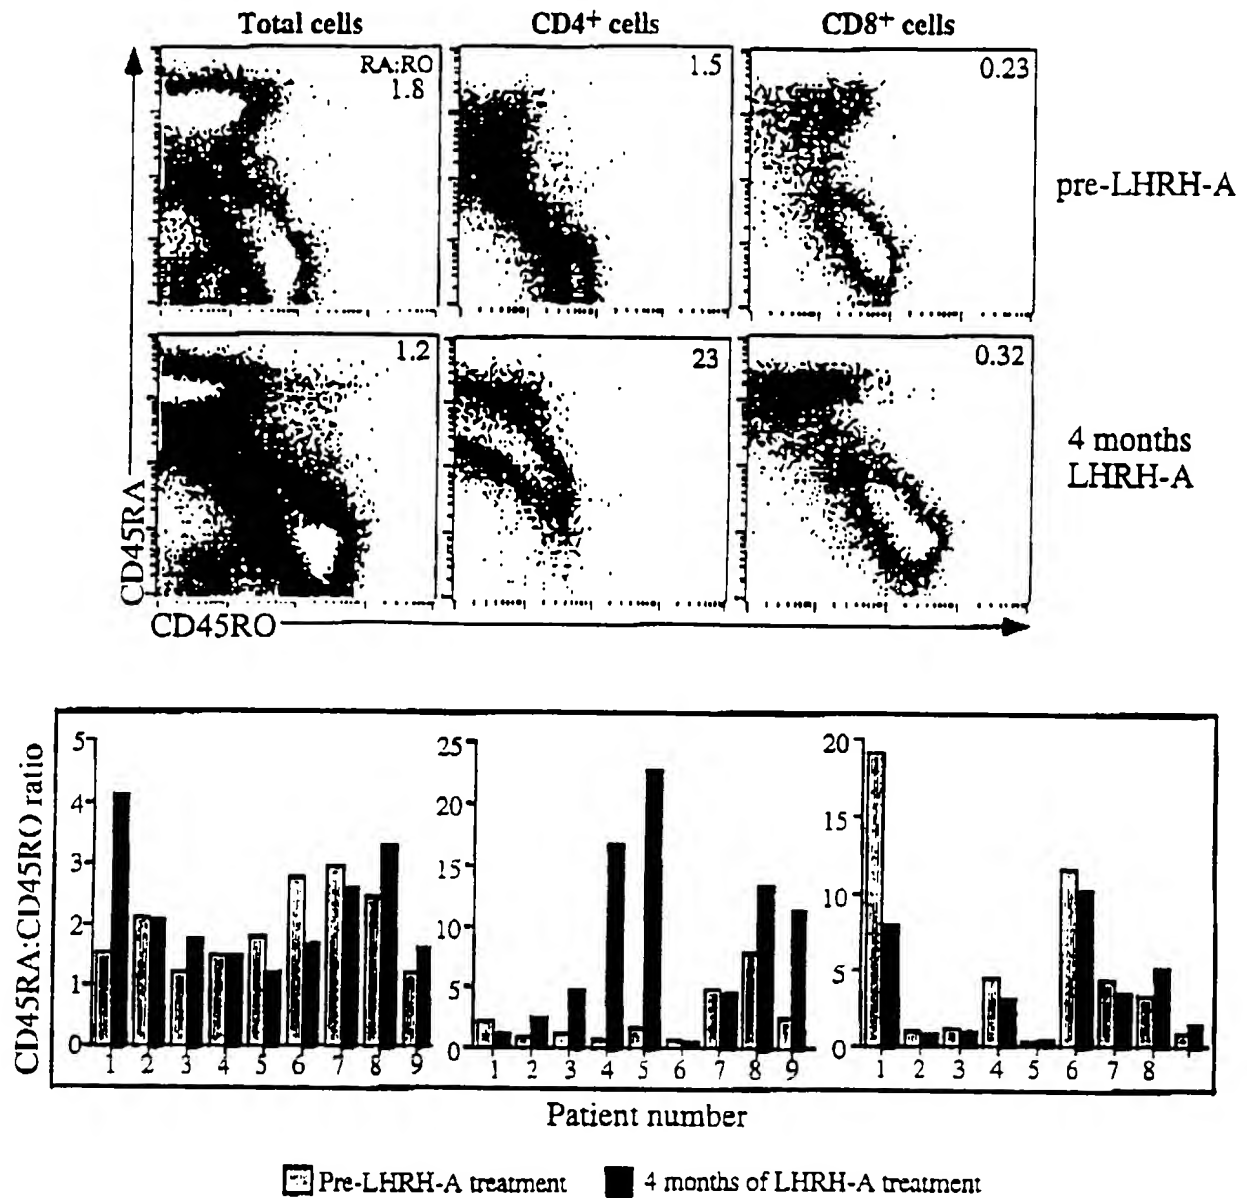 Total cells CD4+ cells CD8+ cells
RA:RO
1.8
1.5
0.23
pre-LHRH-A
1.2
23
0.32
4 months
LHRH-A
CD45RA
CD45RO
CD45RA:CD45RO ratio
5
4
3
2
1
0
1 2 3 4 5 6 7 8 9
25
20
15
10
5
0
1 2 3 4 5 6 7 8 9
20
15
10
5
0
1 2 3 4 5 6 7 8
Patient number
Pre-LHRH-A treatment 4 months of LHRH-A treatment